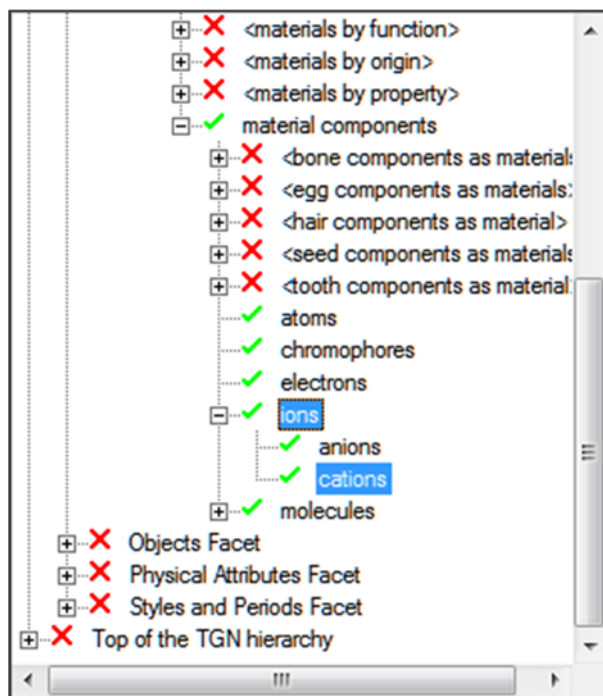 <materials by function>
<materials by origin>
<materials by property>
material components
<bone components as materials
<egg components as materials>
<hair components as material>
<seed components as materials
<tooth components as material>
atoms
chromophores
electrons
ions
anions
cations
molecules
Objects Facet
Physical Attributes Facet
Styles and Periods Facet
Top of the TGN hierarchy